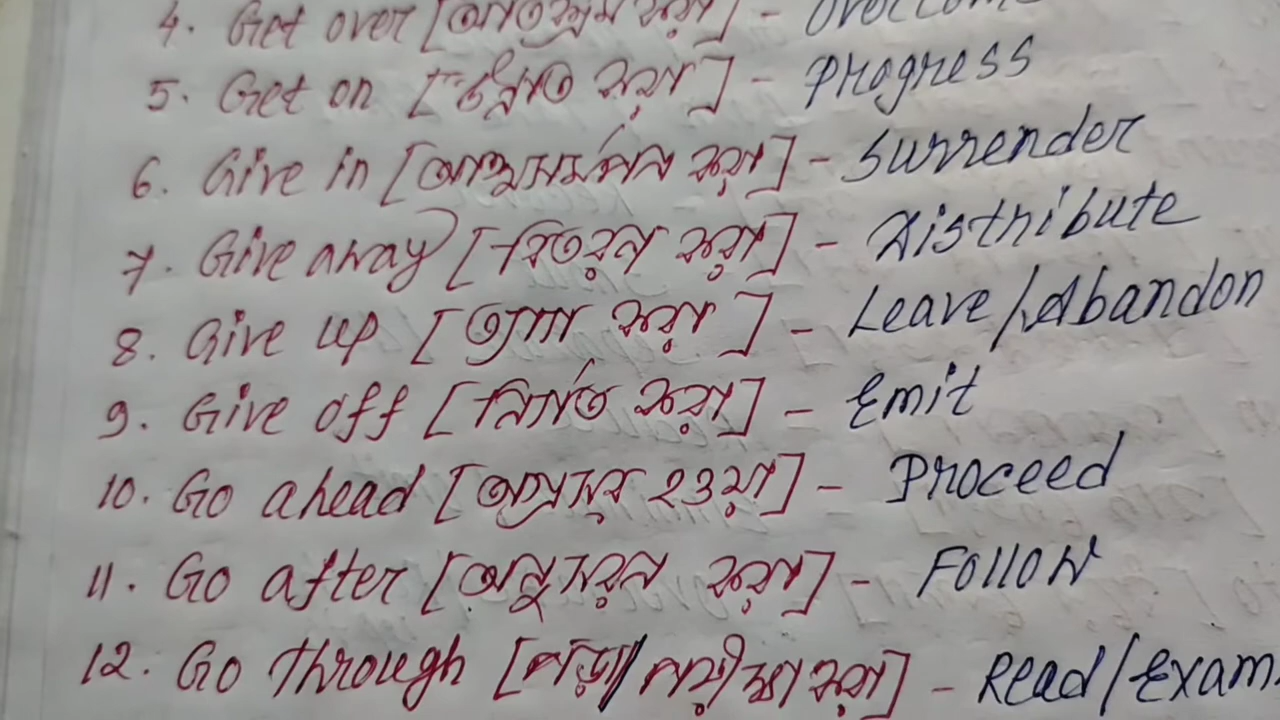 4. Get over [অতিক্রম করা] - Overcome
5. Get on [উন্নতি করা] - Progress
6. Give in [আত্মসমর্পন করা] - Surrender
7. Give away [বিতরণ করা] - Distribute
8. Give up [ত্যাগ করা] - Leave/Abandon
9. Give off [নির্গত করা] - Emit
10. Go ahead [অগ্রসর হওয়া] - Proceed
11. Go after [অনুসরণ করা] - Follow
12. Go through [পড়া/পরীক্ষা করা] - Read/Exam